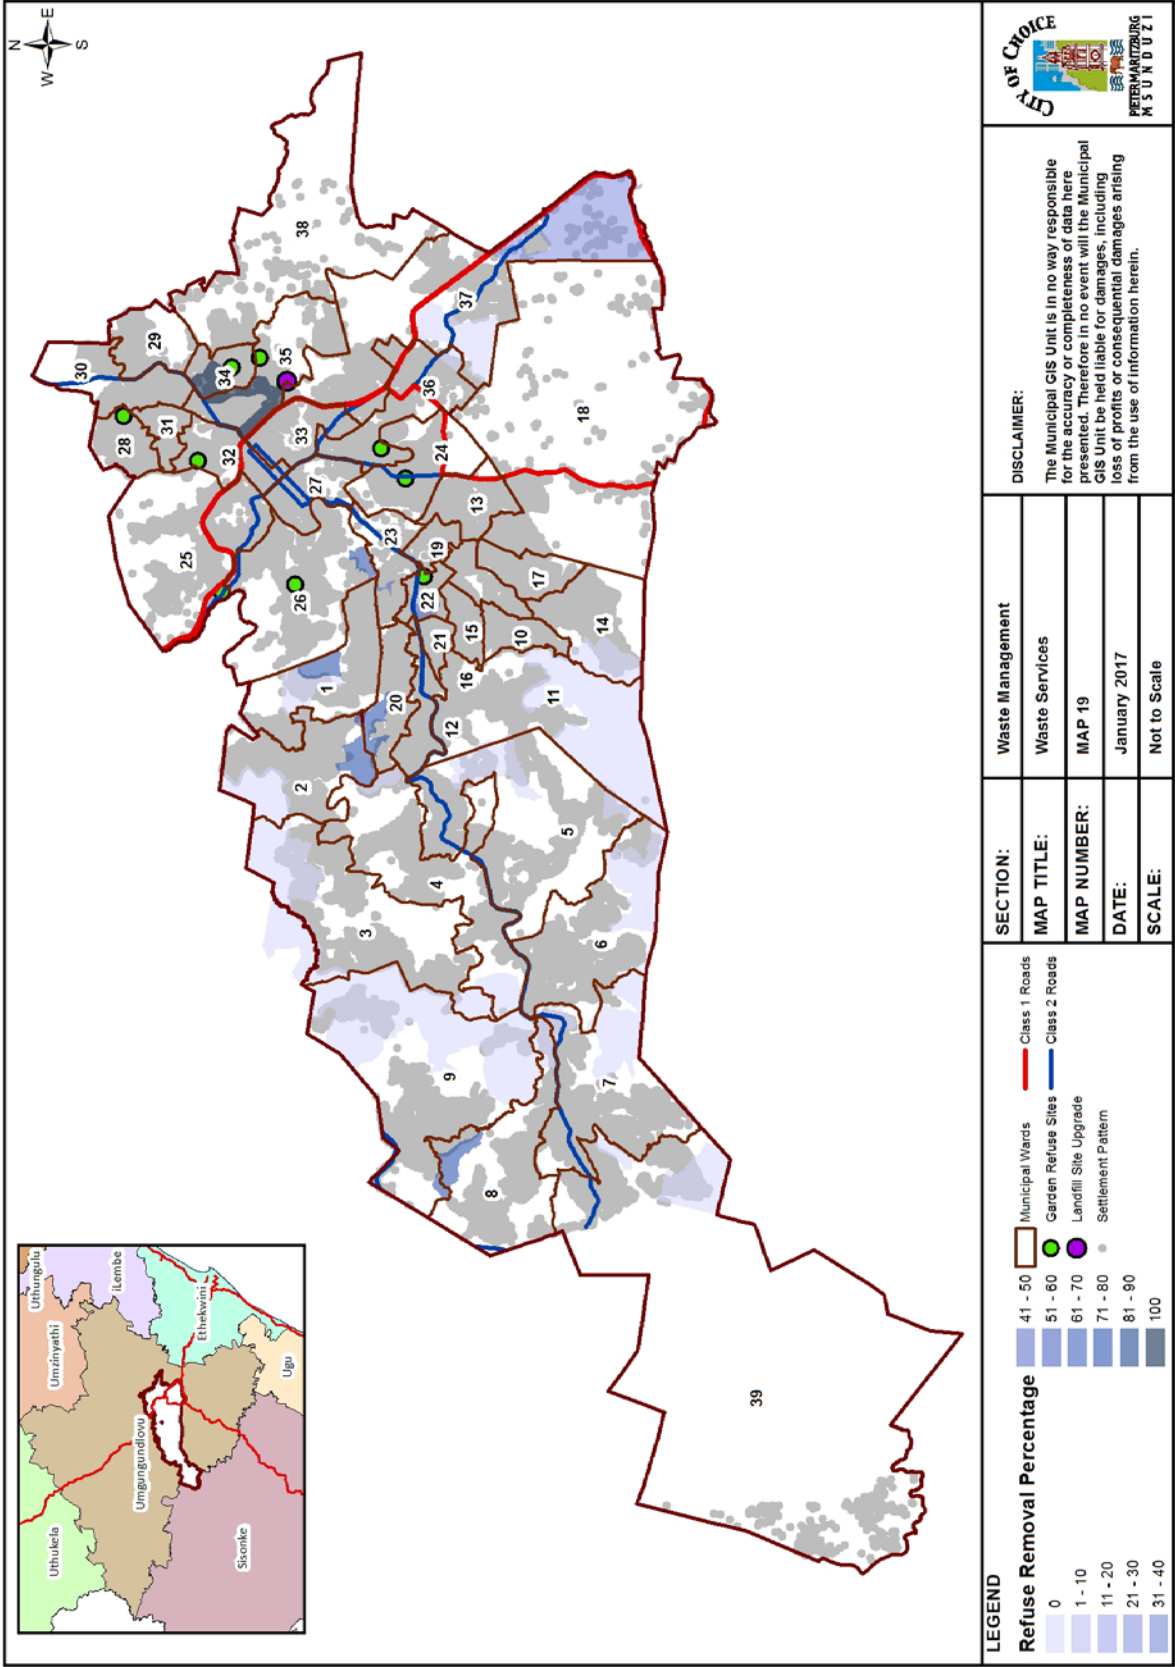 N
W
E
S
Uthukela
Umzinyathi
Uthungulu
iLembe
Umgungundlovu
Ethekwini
Sisonke
Ugu
30
29
28
31
38
34
35
32
33
25
27
37
36
26
24
18
23
13
19
22
17
1
21
15
10
14
20
16
11
12
2
4
5
3
6
9
7
8
39
LEGEND
Refuse Removal Percentage
0
1 - 10
11 - 20
21 - 30
31 - 40
41 - 50
51 - 60
61 - 70
71 - 80
81 - 90
100
Municipal Wards
Garden Refuse Sites
Landfill Site Upgrade
Settlement Pattern
Class 1 Roads
Class 2 Roads
SECTION:
Waste Management
MAP TITLE:
Waste Services
MAP NUMBER:
MAP 19
DATE:
January 2017
SCALE:
Not to Scale
DISCLAIMER:
The Municipal GIS Unit is in no way responsible
for the accuracy or completeness of data here
presented. Therefore in no event will the Municipal
GIS Unit be held liable for damages, including
loss of profits or consequential damages arising
from the use of information herein.
CITY OF CHOICE
PIETERMARITZBURG
MSUNDUZI